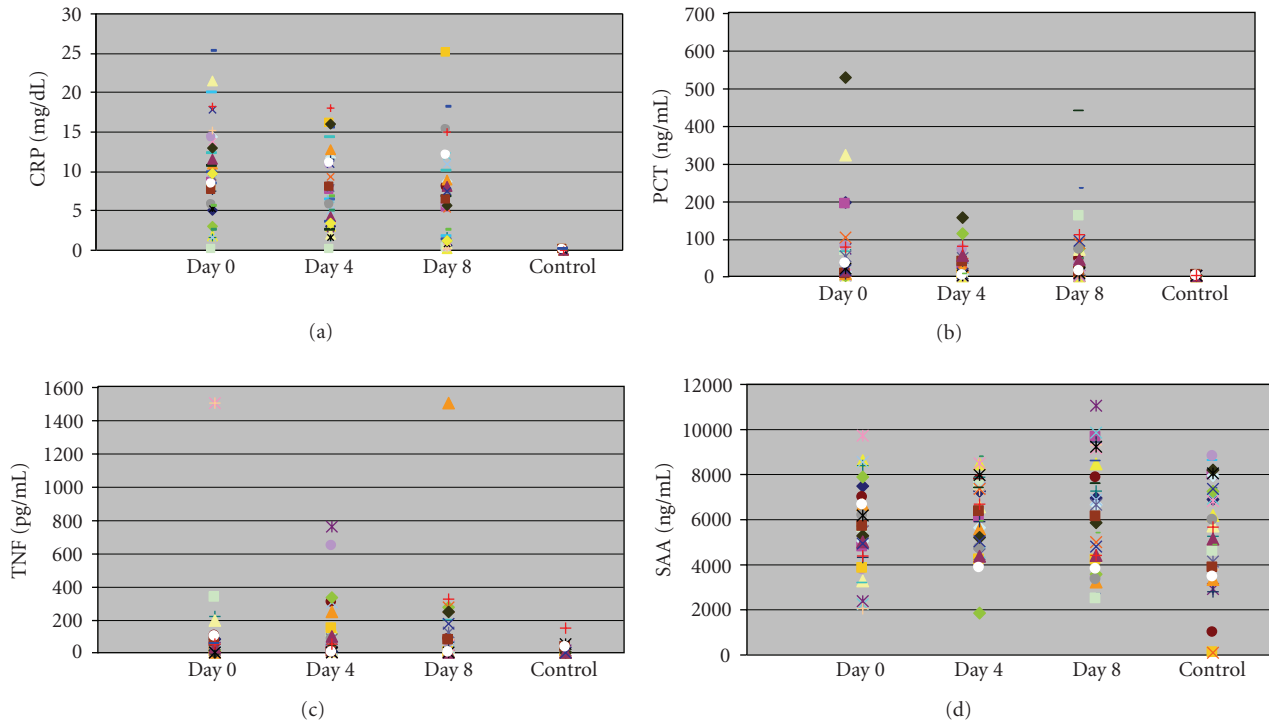 30
25
20
15
10
5
0
CRP (mg/dL)
Day 0 Day 4 Day 8 Control
(a)
700
600
500
400
300
200
100
0
PCT (ng/mL)
Day 0 Day 4 Day 8 Control
(b)
1600
1400
1200
1000
800
600
400
200
0
TNF (pg/mL)
Day 0 Day 4 Day 8 Control
(c)
12000
10000
8000
6000
4000
2000
0
SAA (ng/mL)
Day 0 Day 4 Day 8 Control
(d)